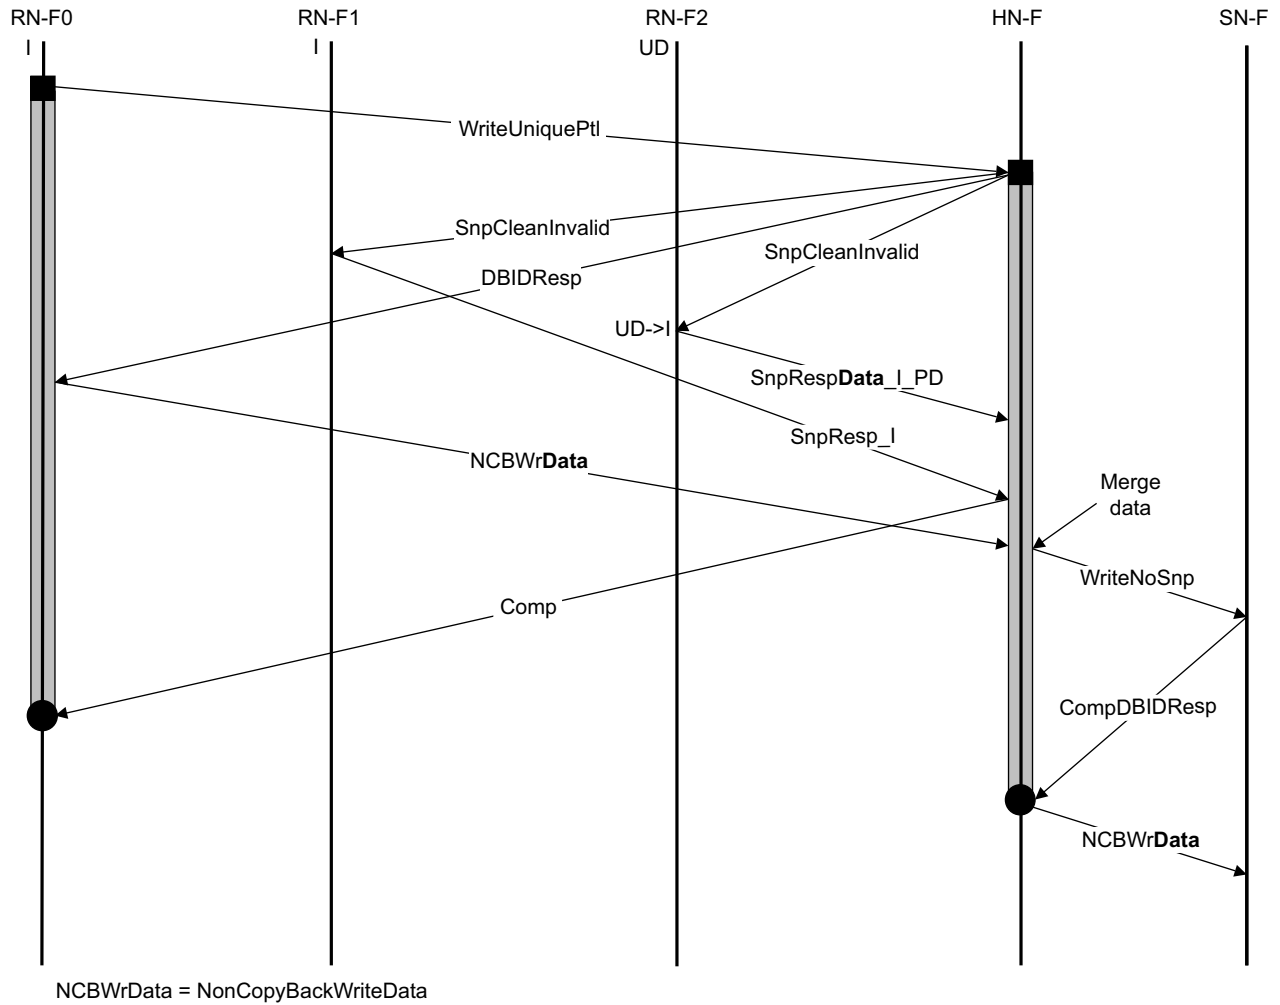 RN-F0 RN-F1 RN-F2 HN-F SN-F
I I UD
WriteUniquePtl
SnpCleanInvalid
SnpCleanInvalid
DBIDResp
UD->I
SnpRespData_I_PD
SnpResp_I
NCBWrData
Merge
data
WriteNoSnp
Comp
CompDBIDResp
NCBWrData
NCBWrData = NonCopyBackWriteData